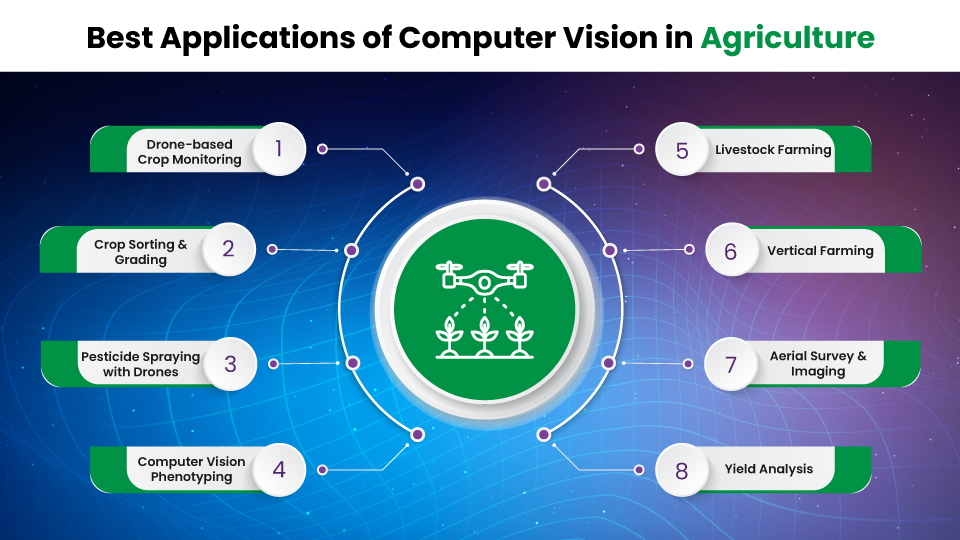 Best Applications of Computer Vision in Agriculture
Drone-based
Crop Monitoring
1
Crop Sorting &
Grading
2
Pesticide Spraying
with Drones
3
Computer Vision
Phenotyping
4
5
Livestock Farming
6
Vertical Farming
7
Aerial Survey &
Imaging
8
Yield Analysis